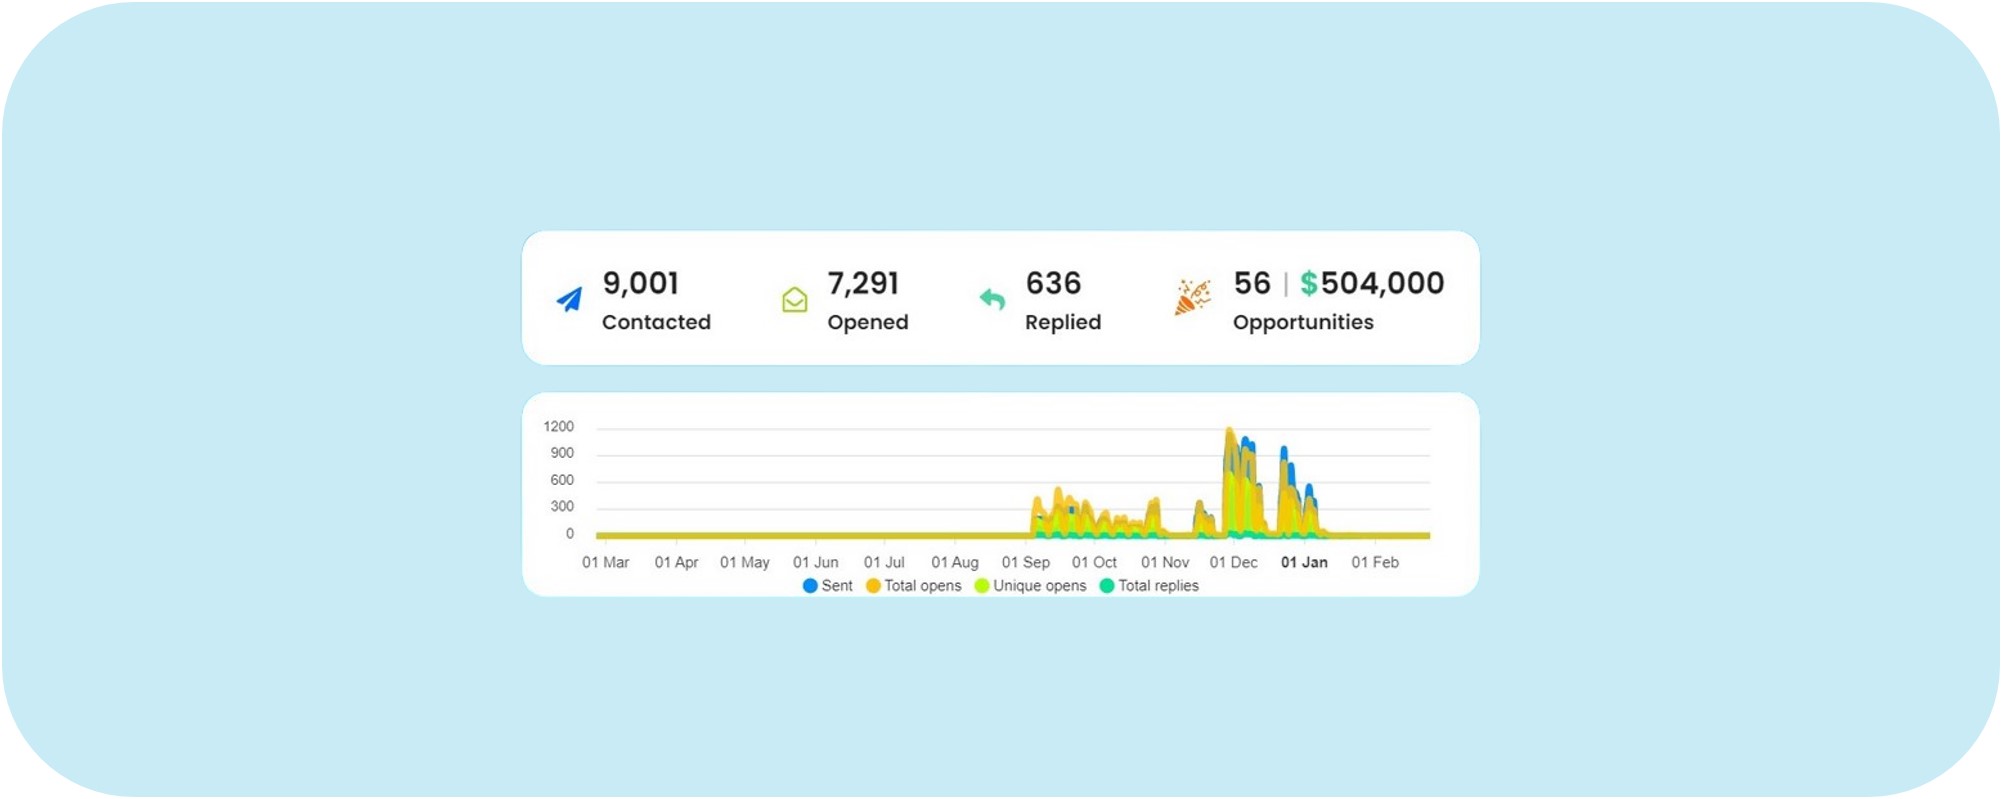 9,001 7,291 636 56 | $504,000
Contacted Opened Replied Opportunities
1200
900
600
300
0
01 Mar 01 Apr 01 May 01 Jun 01 Jul 01 Aug 01 Sep 01 Oct 01 Nov 01 Dec 01 Jan 01 Feb
Sent Total opens Unique opens Total replies